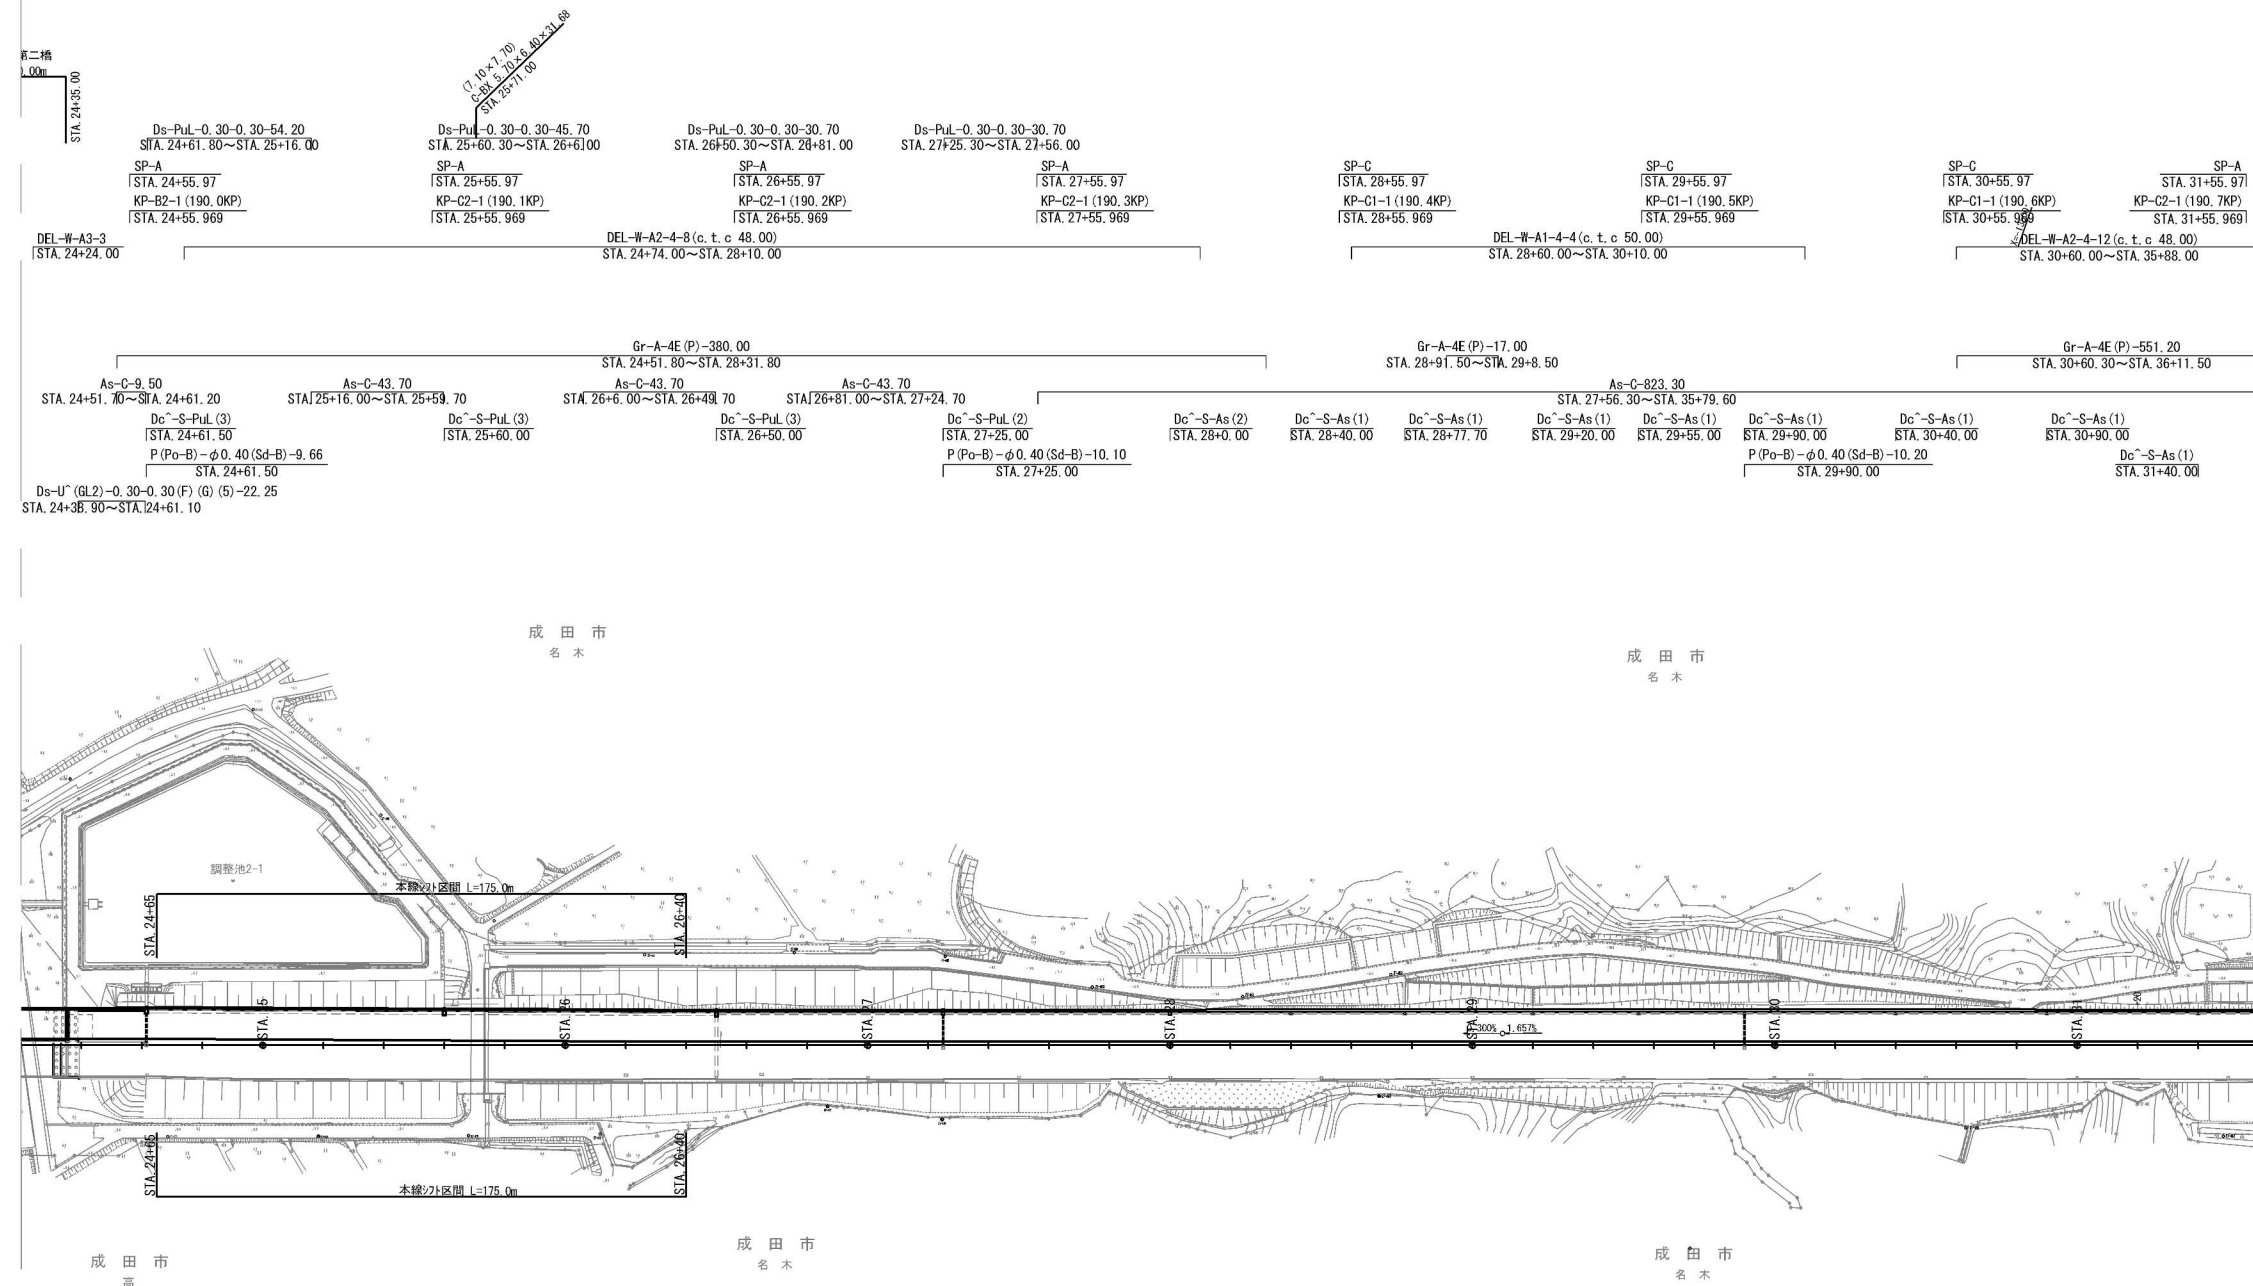 第二橋
0.00m
STA.24+35.00
(7.10×7.70)
C-BX 5.70×6.40×31.68
STA.25+71.00
Ds-PuL-0.30-0.30-54.20
STA.24+61.80～STA.25+16.00
Ds-PuL-0.30-0.30-45.70
STA.25+60.30～STA.26+6.00
Ds-PuL-0.30-0.30-30.70
STA.26+50.30～STA.26+81.00
Ds-PuL-0.30-0.30-30.70
STA.27+25.30～STA.27+56.00
SP-A
STA.24+55.97
SP-A
STA.25+55.97
SP-A
STA.26+55.97
SP-A
STA.27+55.97
SP-C
STA.28+55.97
SP-C
STA.29+55.97
SP-C
STA.30+55.97
SP-A
STA.31+55.97
KP-B2-1(190.0KP)
STA.24+55.969
KP-C2-1(190.1KP)
STA.25+55.969
KP-C2-1(190.2KP)
STA.26+55.969
KP-C2-1(190.3KP)
STA.27+55.969
KP-C1-1(190.4KP)
STA.28+55.969
KP-C1-1(190.5KP)
STA.29+55.969
KP-C1-1(190.6KP)
STA.30+55.969
KP-C2-1(190.7KP)
STA.31+55.969
DEL-W-A3-3
STA.24+24.00
DEL-W-A2-4-8(c.t.c 48.00)
STA.24+74.00～STA.28+10.00
DEL-W-A1-4-4(c.t.c 50.00)
STA.28+60.00～STA.30+10.00
DEL-W-A2-4-12(c.t.c 48.00)
STA.30+60.00～STA.35+88.00
Gr-A-4E(P)-380.00
STA.24+51.80～STA.28+31.80
Gr-A-4E(P)-17.00
STA.28+91.50～STA.29+8.50
Gr-A-4E(P)-551.20
STA.30+60.30～STA.36+11.50
As-C-9.50
STA.24+51.70～STA.24+61.20
As-C-43.70
STA.25+16.00～STA.25+59.70
As-C-43.70
STA.26+6.00～STA.26+49.70
As-C-43.70
STA.26+81.00～STA.27+24.70
As-C-823.30
STA.27+56.30～STA.35+79.60
Dc^-S-PuL(3)
STA.24+61.50
Dc^-S-PuL(3)
STA.25+60.00
Dc^-S-PuL(3)
STA.26+50.00
Dc^-S-PuL(2)
STA.27+25.00
Dc^-S-As(2)
STA.28+0.00
Dc^-S-As(1)
STA.28+40.00
Dc^-S-As(1)
STA.28+77.70
Dc^-S-As(1)
STA.29+20.00
Dc^-S-As(1)
STA.29+55.00
Dc^-S-As(1)
STA.29+90.00
Dc^-S-As(1)
STA.30+40.00
Dc^-S-As(1)
STA.30+90.00
P(Po-B)-φ0.40(Sd-B)-9.66
STA.24+61.50
P(Po-B)-φ0.40(Sd-B)-10.10
STA.27+25.00
P(Po-B)-φ0.40(Sd-B)-10.20
STA.29+90.00
Dc^-S-As(1)
STA.31+40.00
Ds-U^(GL2)-0.30-0.30(F)(G)(5)-22.25
STA.24+38.90～STA.24+61.10
成田市
名木
成田市
名木
調整池2-1
本線ｼﾌﾄ区間 L=175.0m
STA.24+65
STA.26+40
STA.25
STA.26
STA.27
STA.28
STA.29
STA.30
STA.31
-20
1.657%
STA.24+65
STA.26+40
本線ｼﾌﾄ区間 L=175.0m
成田市
高
成田市
名木
成田市
名木